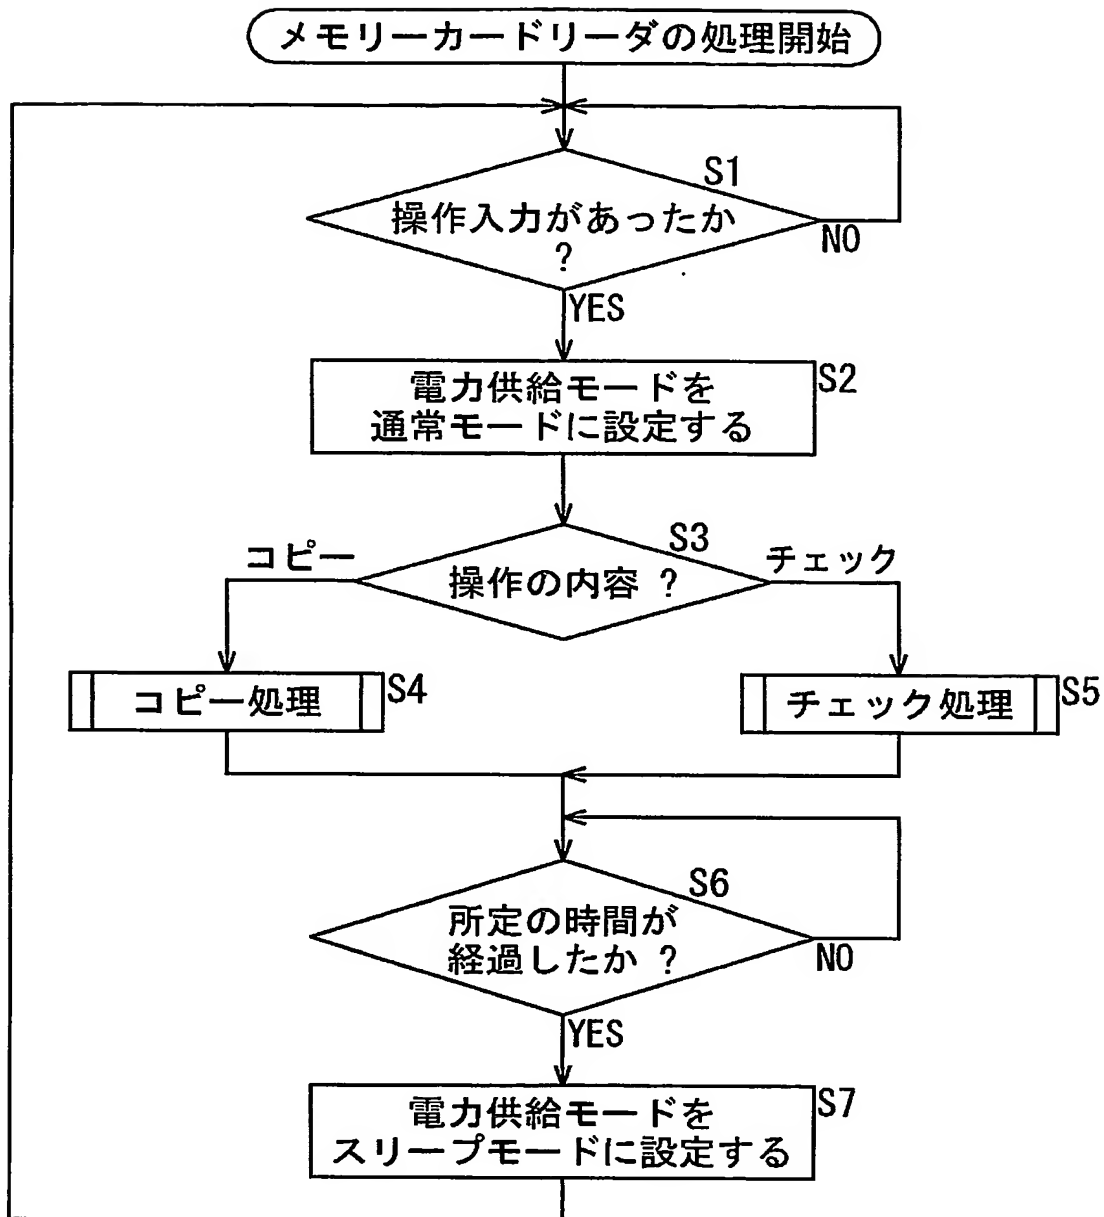 メモリーカードリーダの処理開始
S1
操作入力があったか
?
NO
YES
電力供給モードを
通常モードに設定する
S2
S3
コピー
操作の内容 ?
チェック
コピー処理
S4
チェック処理
S5
S6
所定の時間が
経過したか ?
NO
YES
電力供給モードを
スリープモードに設定する
S7